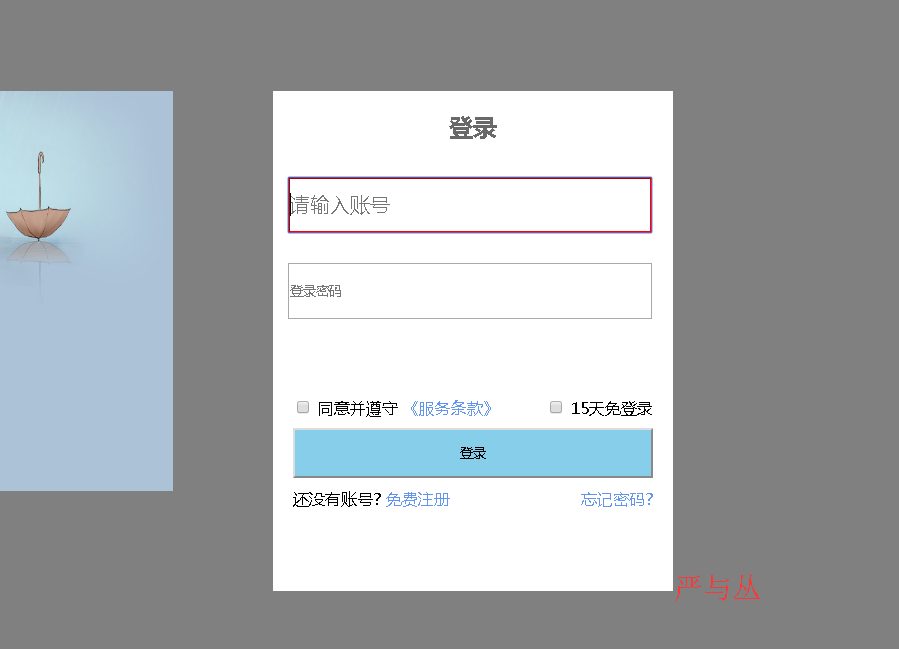 登录
请输入账号
登录密码
同意并遵守 《服务条款》 15天免登录
登录
还没有账号? 免费注册 忘记密码?
严与丛